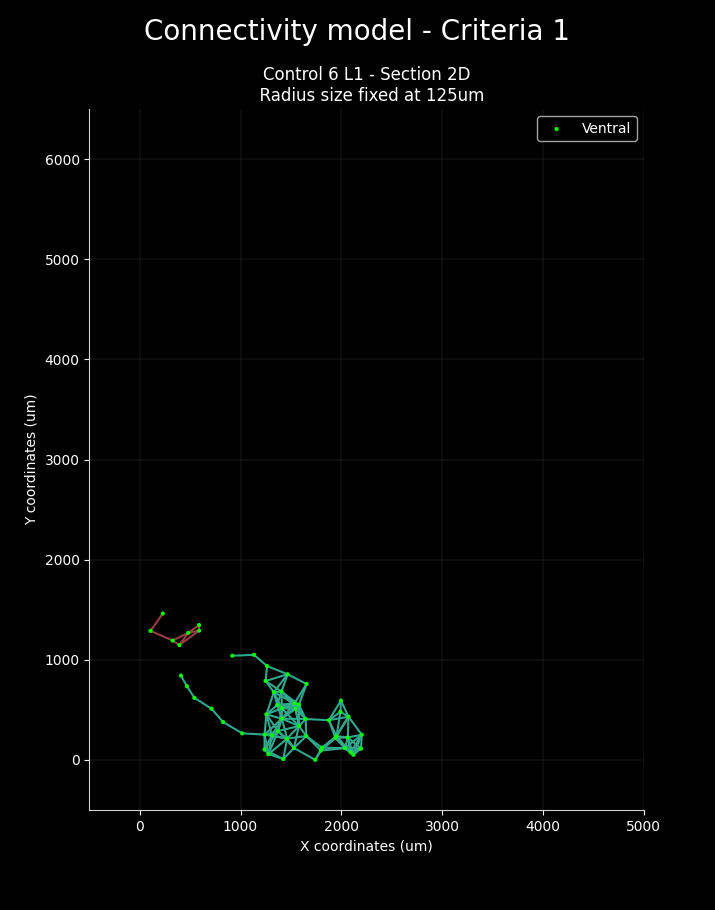 Connectivity model - Criteria 1
Control 6 L1 - Section 2D
Radius size fixed at 125um
Ventral
6000
5000
4000
3000
2000
1000
0
Y coordinates (um)
0 1000 2000 3000 4000 5000
X coordinates (um)